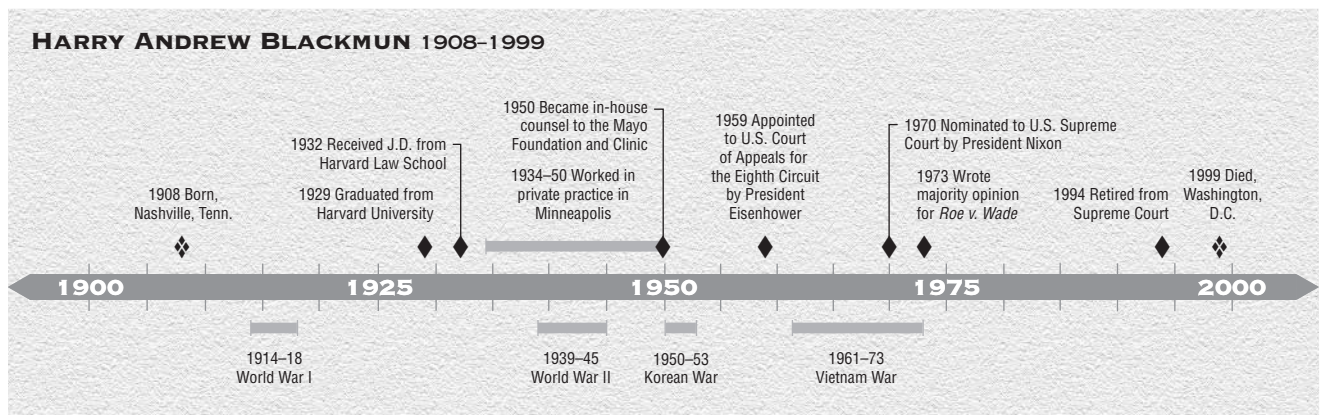 HARRY ANDREW BLACKMUN 1908–1999
1908 Born,
Nashville, Tenn.
1929 Graduated from
Harvard University
1932 Received J.D. from
Harvard Law School
1934–50 Worked in
private practice in
Minneapolis
1950 Became in-house
counsel to the Mayo
Foundation and Clinic
1959 Appointed
to U.S. Court
of Appeals for
the Eighth Circuit
by President
Eisenhower
1970 Nominated to U.S. Supreme
Court by President Nixon
1973 Wrote
majority opinion
for Roe v. Wade
1994 Retired from
Supreme Court
1999 Died,
Washington,
D.C.
1900 1925 1950 1975 2000
1914–18
World War I
1939–45
World War II
1950–53
Korean War
1961–73
Vietnam War